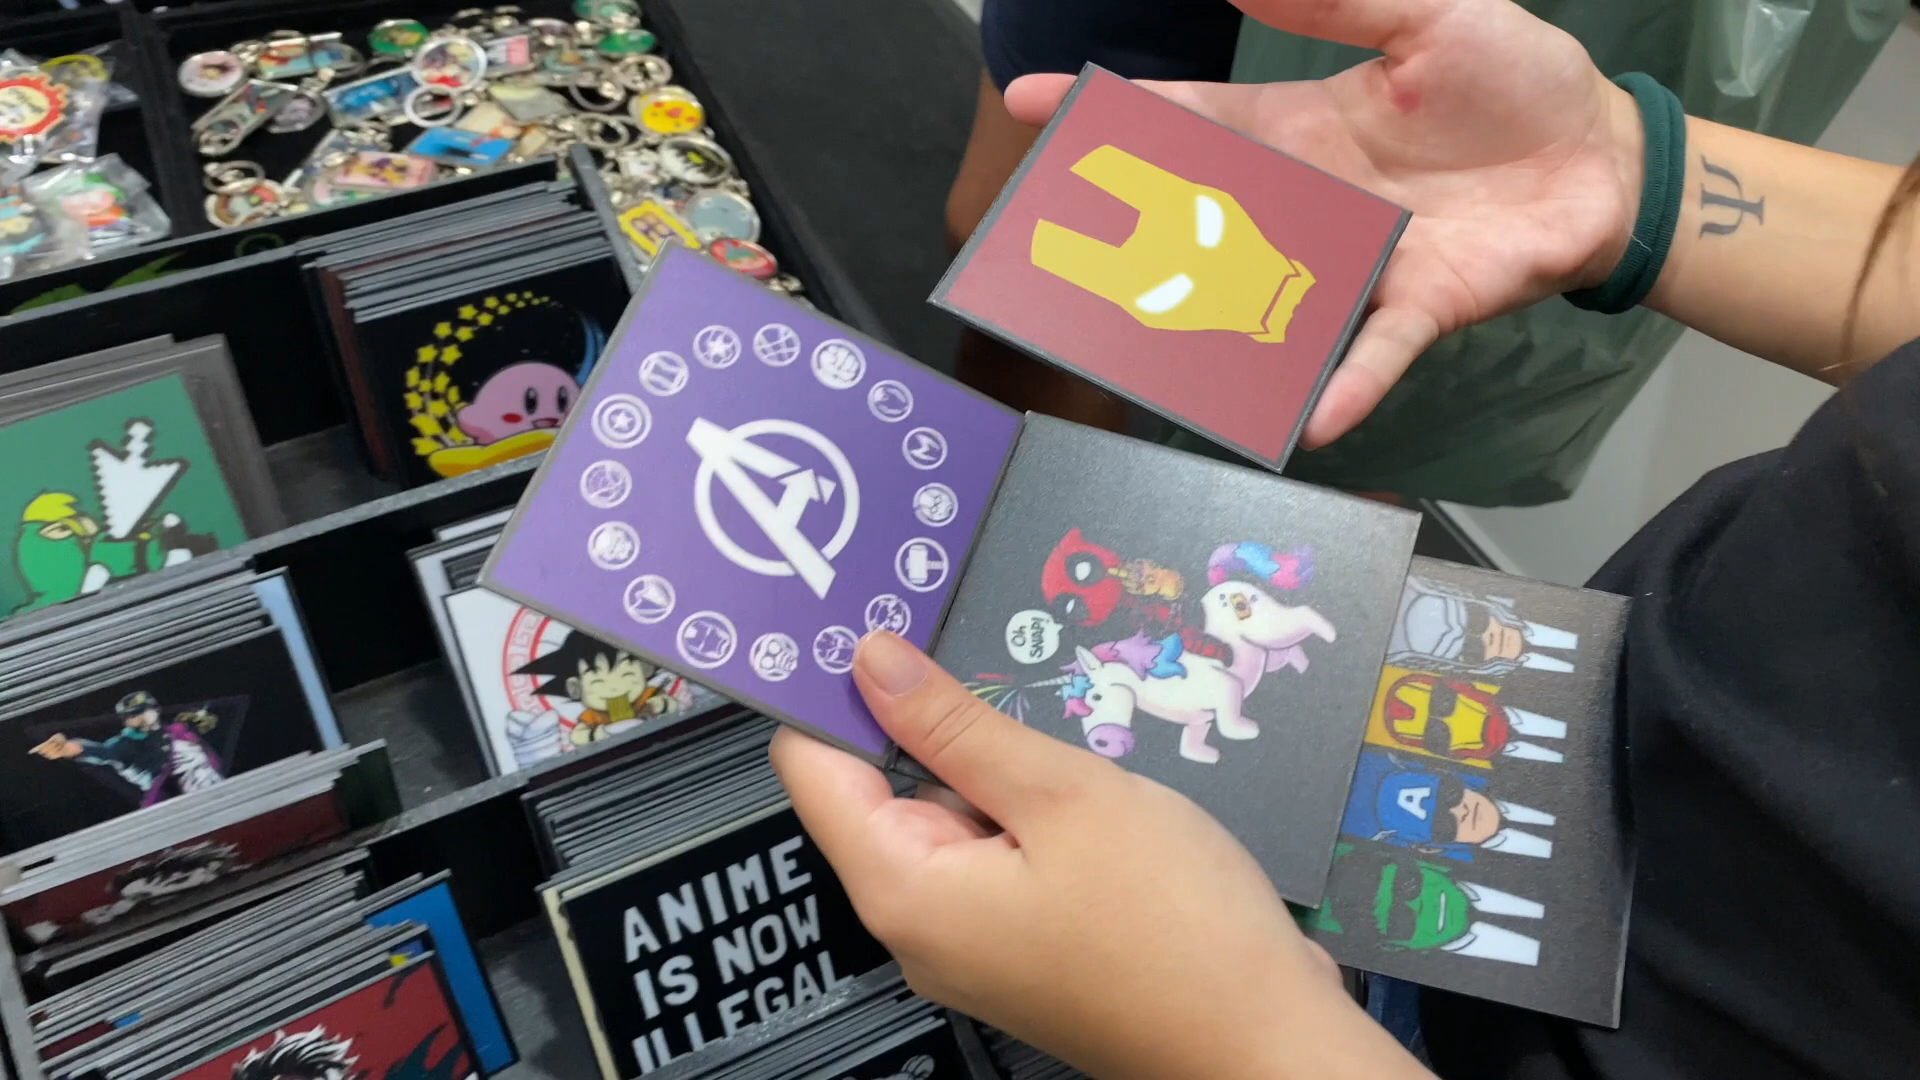 Oh
SNAP!
A
ANIME
IS NOW
ILLEGAL
Ψ